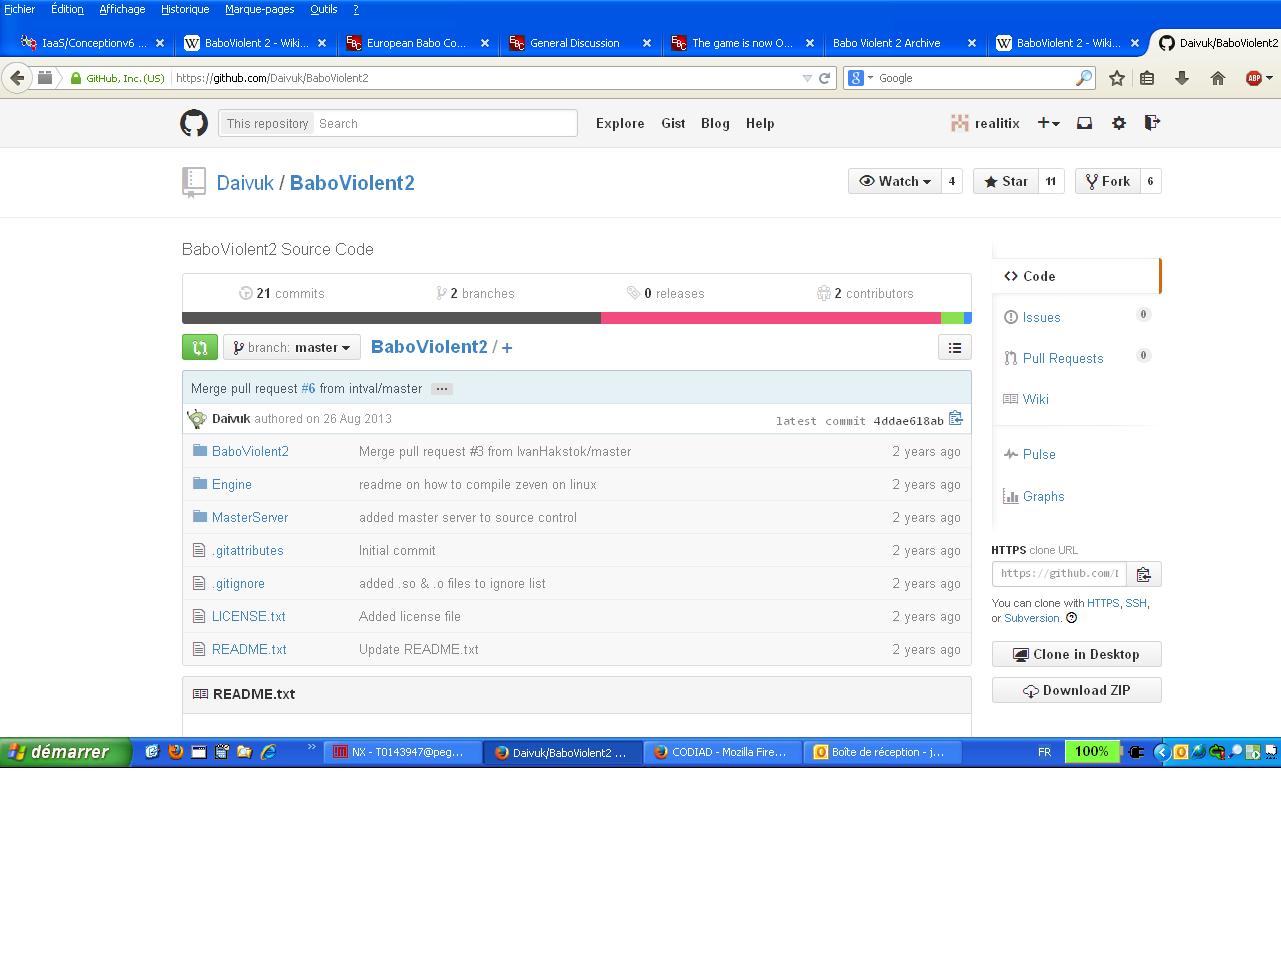 Fichier Édition Affichage Historique Marque-pages Outils ?
IaaS/Conceptionv6 ... BaboViolent 2 - Wiki... European Babo Co... General Discussion The game is now O... Babo Violent 2 Archive BaboViolent 2 - Wiki... Daivuk/BaboViolent2
GitHub, Inc. (US) https://github.com/Daivuk/BaboViolent2 Google
This repository Search Explore Gist Blog Help realitix
Daivuk / BaboViolent2 Watch 4 Star 11 Fork 6
BaboViolent2 Source Code
21 commits 2 branches 0 releases 2 contributors
branch: master BaboViolent2 / +
Merge pull request #6 from intval/master ...
Daivuk authored on 26 Aug 2013 latest commit 4ddae618ab
BaboViolent2 Merge pull request #3 from IvanHakstok/master 2 years ago
Engine readme on how to compile zeven on linux 2 years ago
MasterServer added master server to source control 2 years ago
.gitattributes Initial commit 2 years ago
.gitignore added .so & .o files to ignore list 2 years ago
LICENSE.txt Added license file 2 years ago
README.txt Update README.txt 2 years ago
README.txt
Code
Issues 0
Pull Requests 0
Wiki
Pulse
Graphs
HTTPS clone URL
https://github.com/
You can clone with HTTPS, SSH,
or Subversion.
Clone in Desktop
Download ZIP
démarrer NX - T0143947@peg... Daivuk/BaboViolent2 ... CODIAD - Mozilla Fire... Boîte de réception - j... FR 100%